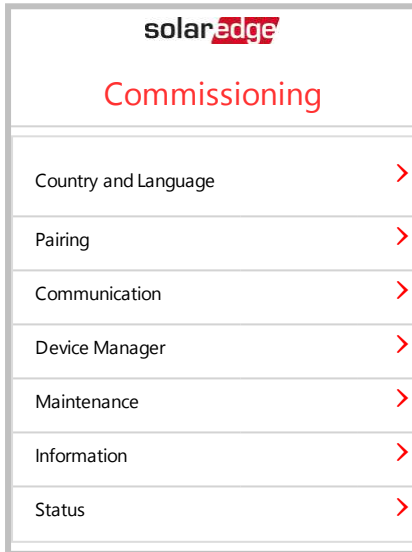 solaredge
Commissioning
Country and Language
Pairing
Communication
Device Manager
Maintenance
Information
Status